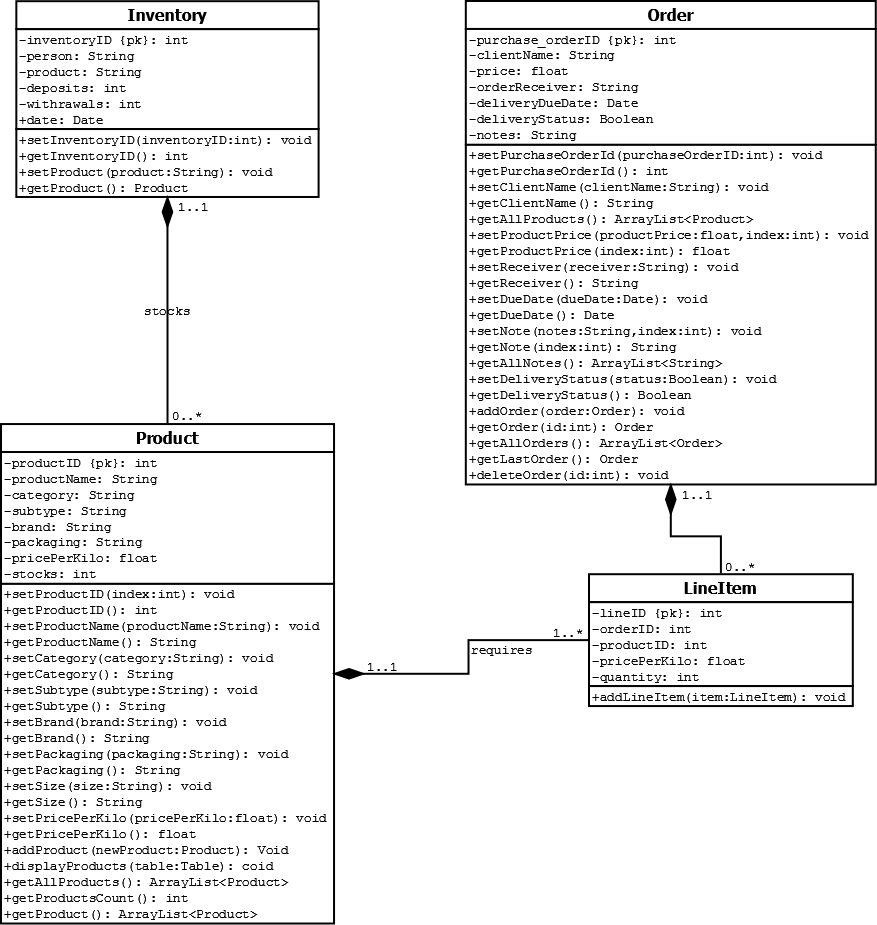 Inventory
-inventoryID {pk}: int
-person: String
-product: String
-deposits: int
-withrawals: int
+date: Date
+setInventoryID(inventoryID:int): void
+getInventoryID(): int
+setProduct(product:String): void
+getProduct(): Product
1..1
stocks
0..*
Order
-purchase_orderID {pk}: int
-clientName: String
-price: float
-orderReceiver: String
-deliveryDueDate: Date
-deliveryStatus: Boolean
-notes: String
+setPurchaseOrderId(purchaseOrderID:int): void
+getPurchaseOrderId(): int
+setClientName(clientName:String): void
+getClientName(): String
+getAllProducts(): ArrayList<Product>
+setProductPrice(productPrice:float,index:int): void
+getProductPrice(index:int): float
+setReceiver(receiver:String): void
+getReceiver(): String
+setDueDate(dueDate:Date): void
+getDueDate(): Date
+setNote(notes:String,index:int): void
+getNote(index:int): String
+getAllNotes(): ArrayList<String>
+setDeliveryStatus(status:Boolean): void
+getDeliveryStatus(): Boolean
+addOrder(order:Order): void
+getOrder(id:int): Order
+getAllOrders(): ArrayList<Order>
+getLastOrder(): Order
+deleteOrder(id:int): void
1..1
0..*
Product
-productID {pk}: int
-productName: String
-category: String
-subtype: String
-brand: String
-packaging: String
-pricePerKilo: float
-stocks: int
+setProductID(index:int): void
+getProductID(): int
+setProductName(productName:String): void
+getProductName(): String
+setCategory(category:String): void
+getCategory(): String
+setSubtype(subtype:String): void
+getSubtype(): String
+setBrand(brand:String): void
+getBrand(): String
+setPackaging(packaging:String): void
+getPackaging(): String
+setSize(size:String): void
+getSize(): String
+setPricePerKilo(pricePerKilo:float): void
+getPricePerKilo(): float
+addProduct(newProduct:Product): Void
+displayProducts(table:Table): coid
+getAllProducts(): ArrayList<Product>
+getProductsCount(): int
+getProduct(): ArrayList<Product>
1..1
requires
1..*
LineItem
-lineID {pk}: int
-orderID: int
-productID: int
-pricePerKilo: float
-quantity: int
+addLineItem(item:LineItem): void